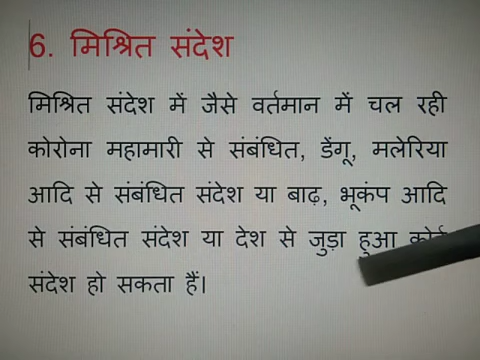 6. मिश्रित संदेश
मिश्रित संदेश में जैसे वर्तमान में चल रही
कोरोना महामारी से संबंधित, डेंगू, मलेरिया
आदि से संबंधित संदेश या बाढ़, भूकंप आदि
से संबंधित संदेश या देश से जुड़ा हुआ कोई
संदेश हो सकता हैं।